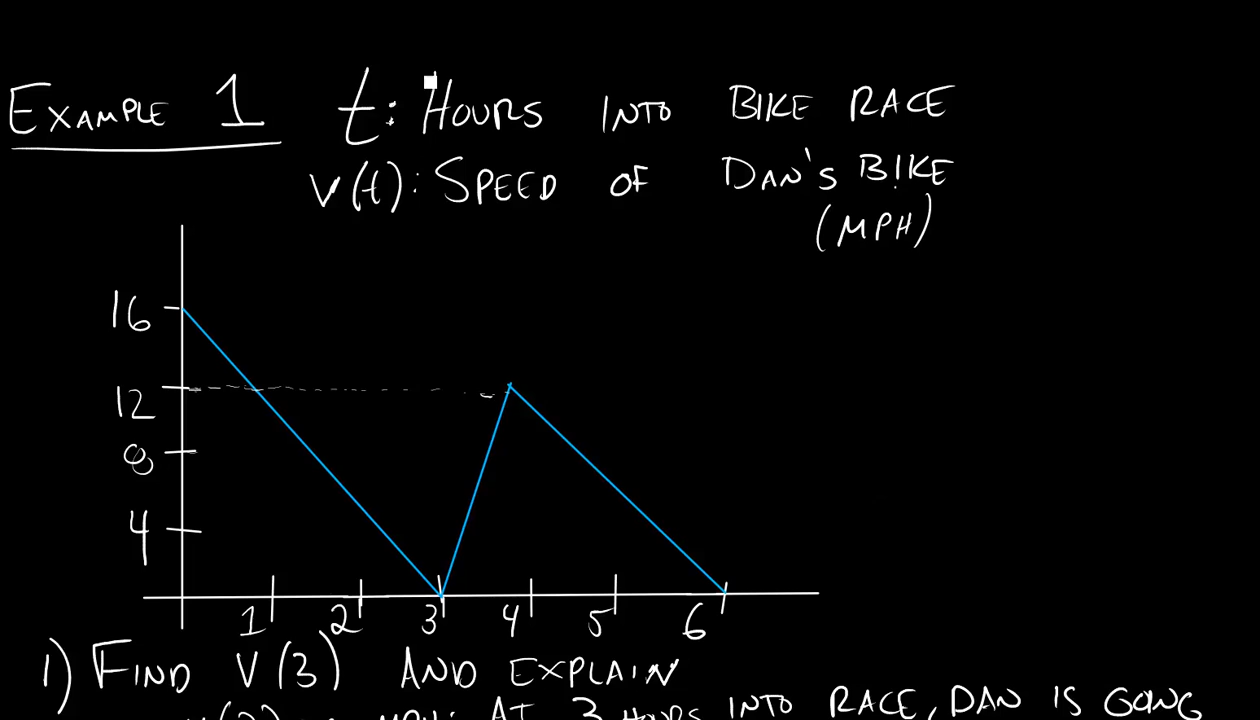 EXAMPLE 1 t: HOURS INTO BIKE RACE
v(t): SPEED OF DAN'S BIKE
(MPH)
16
12
8
4
1 2 3 4 5 6
1) FIND V(3) AND EXPLAIN
MPH: AT 3 HOURS INTO RACE, DAN IS GOING